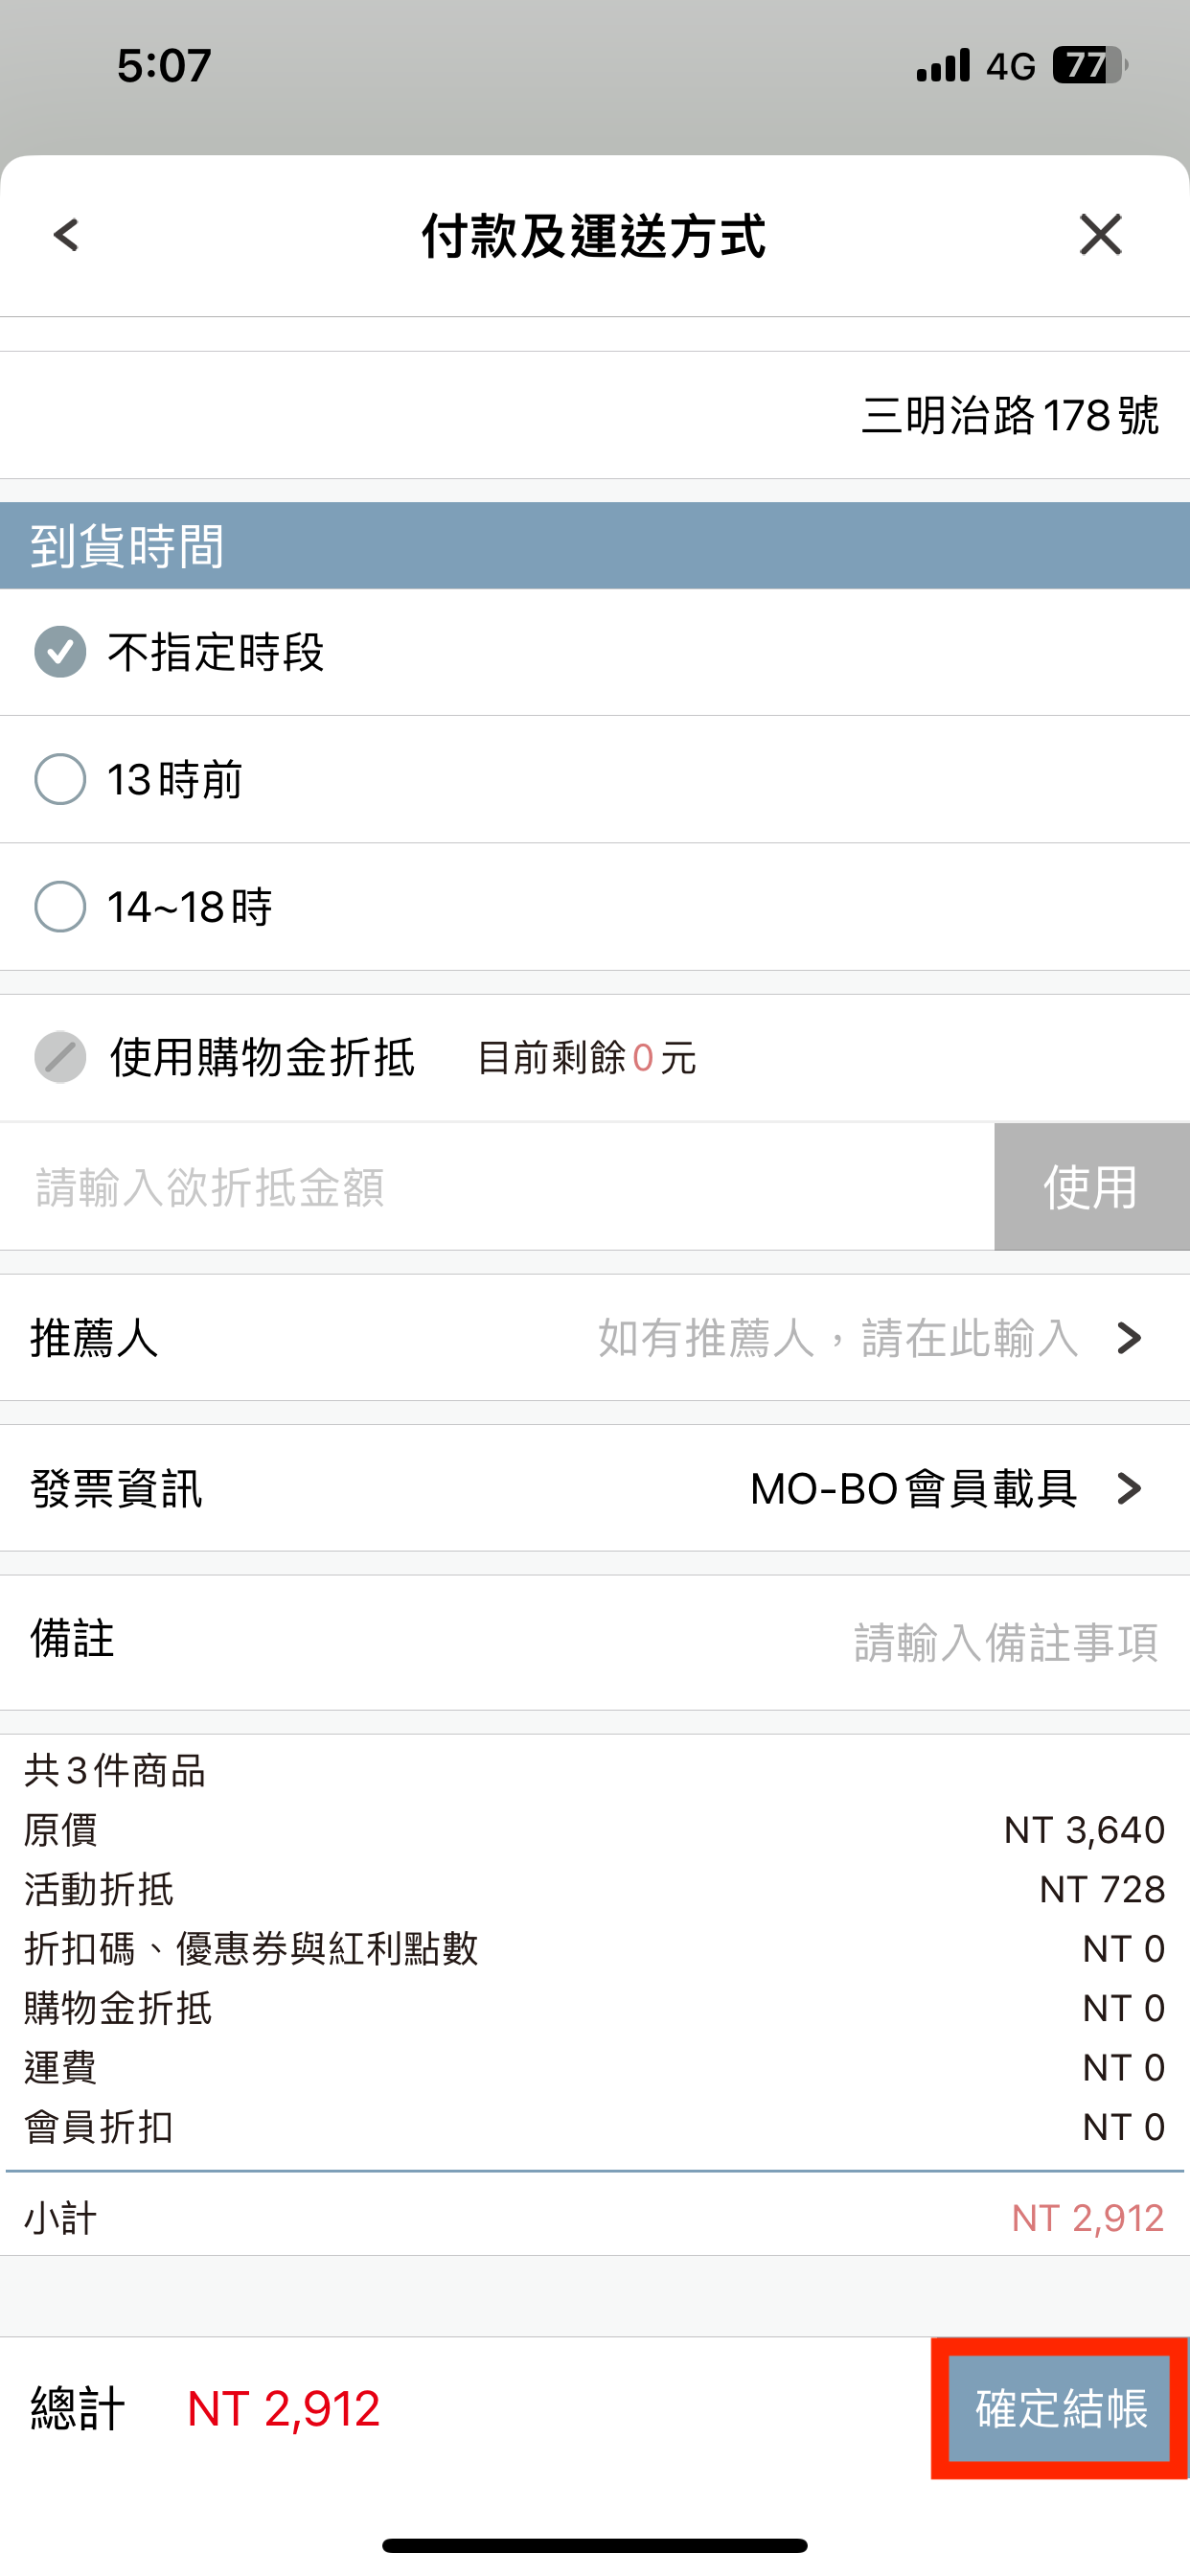 5:07
4G 77
付款及運送方式
三明治路178號
到貨時間
不指定時段
13時前
14~18時
使用購物金折抵 目前剩餘0元
請輸入欲折抵金額 使用
推薦人 如有推薦人，請在此輸入
發票資訊 MO-BO會員載具
備註 請輸入備註事項
共3件商品
原價 NT 3,640
活動折抵 NT 728
折扣碼、優惠券與紅利點數 NT 0
購物金折抵 NT 0
運費 NT 0
會員折扣 NT 0
小計 NT 2,912
總計 NT 2,912 確定結帳